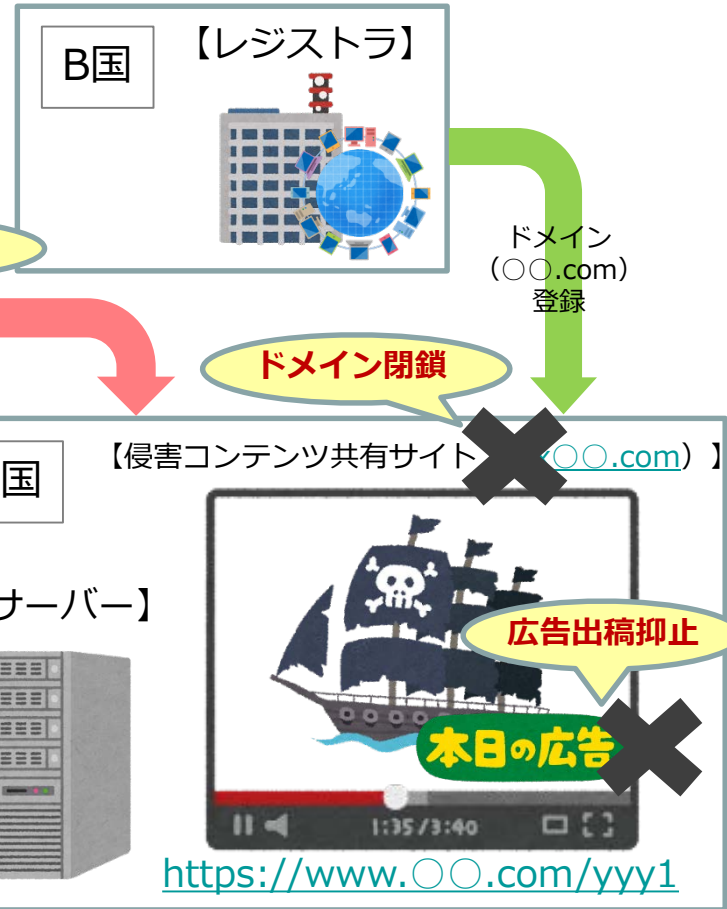 B国
【レジストラ】
ドメイン
（○○.com）
登録
ドメイン閉鎖
国
【侵害コンテンツ共有サイト
○○.com）】
サーバー】
広告出稿抑止
本日の広告
1:35/3:40
https://www.○○.com/yyy1